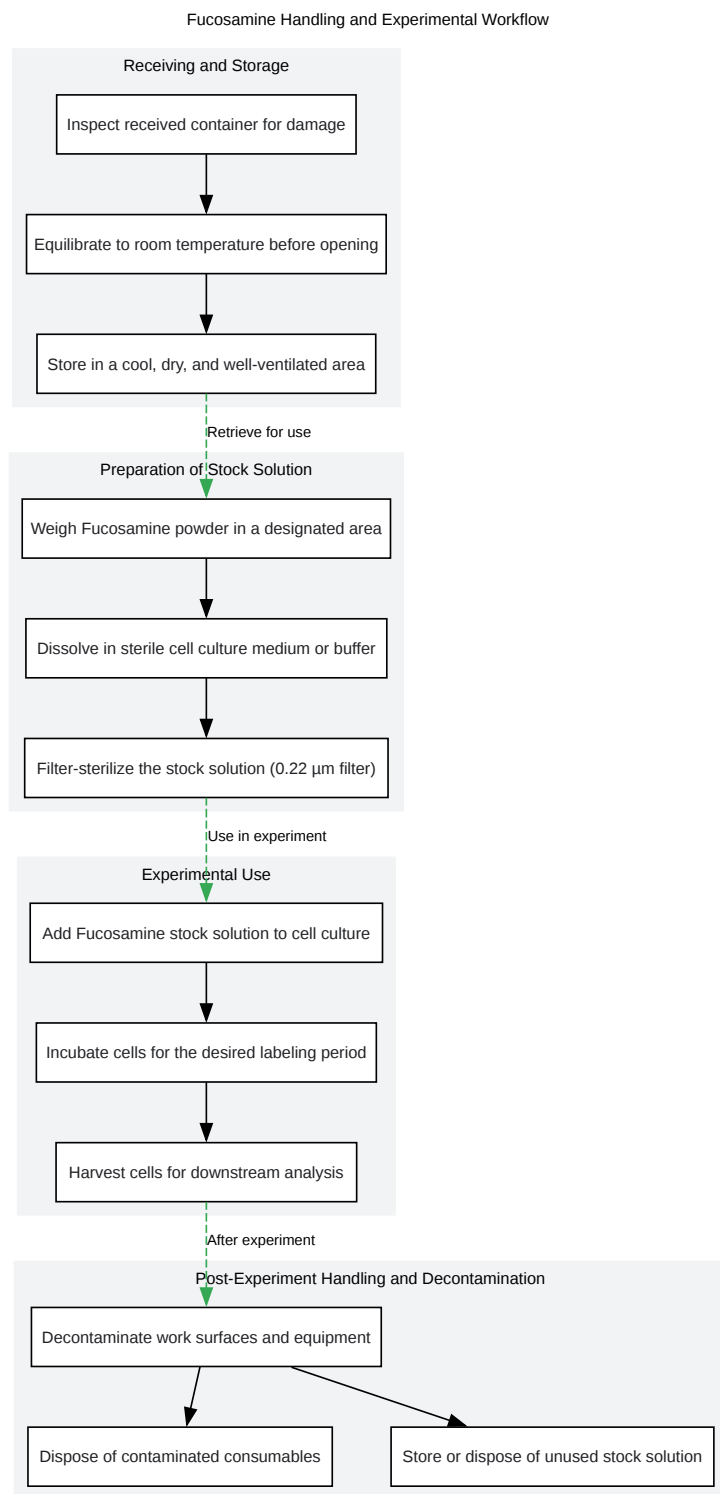 Fucosamine Handling and Experimental Workflow
Receiving and Storage
Inspect received container for damage
Equilibrate to room temperature before opening
Store in a cool, dry, and well-ventilated area
Retrieve for use
Preparation of Stock Solution
Weigh Fucosamine powder in a designated area
Dissolve in sterile cell culture medium or buffer
Filter-sterilize the stock solution (0.22 µm filter)
Use in experiment
Experimental Use
Add Fucosamine stock solution to cell culture
Incubate cells for the desired labeling period
Harvest cells for downstream analysis
After experiment
Post-Experiment Handling and Decontamination
Decontaminate work surfaces and equipment
Dispose of contaminated consumables
Store or dispose of unused stock solution